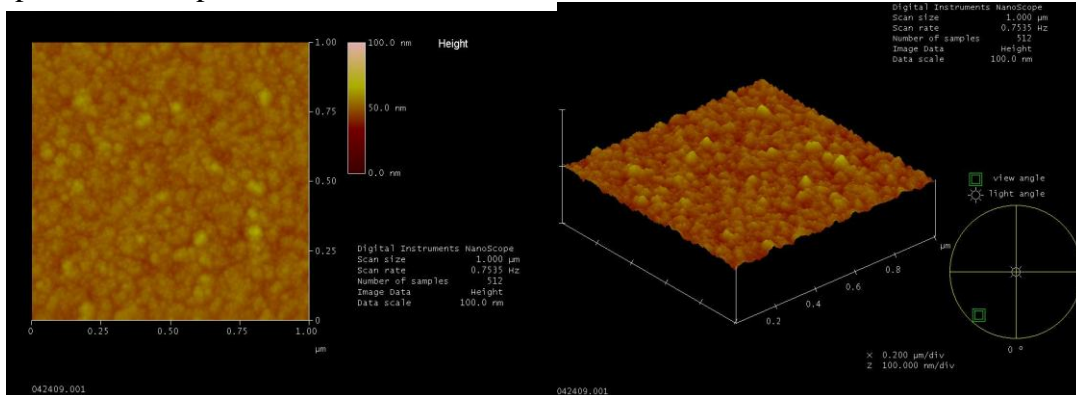 100.0 nm
Height
50.0 nm
0.0 nm
1.00
0.75
0.50
0.25
0
0 0.25 0.50 0.75 1.00
µm
Digital Instruments NanoScope
Scan size 1.000 µm
Scan rate 0.7535 Hz
Number of samples 512
Image Data Height
Data scale 100.0 nm
042409.001
Digital Instruments NanoScope
Scan size 1.000 µm
Scan rate 0.7535 Hz
Number of samples 512
Image Data Height
Data scale 100.0 nm
view angle
light angle
µm
0.8
0.6
0.4
0.2
0 °
X 0.200 µm/div
Z 100.000 nm/div
042409.001